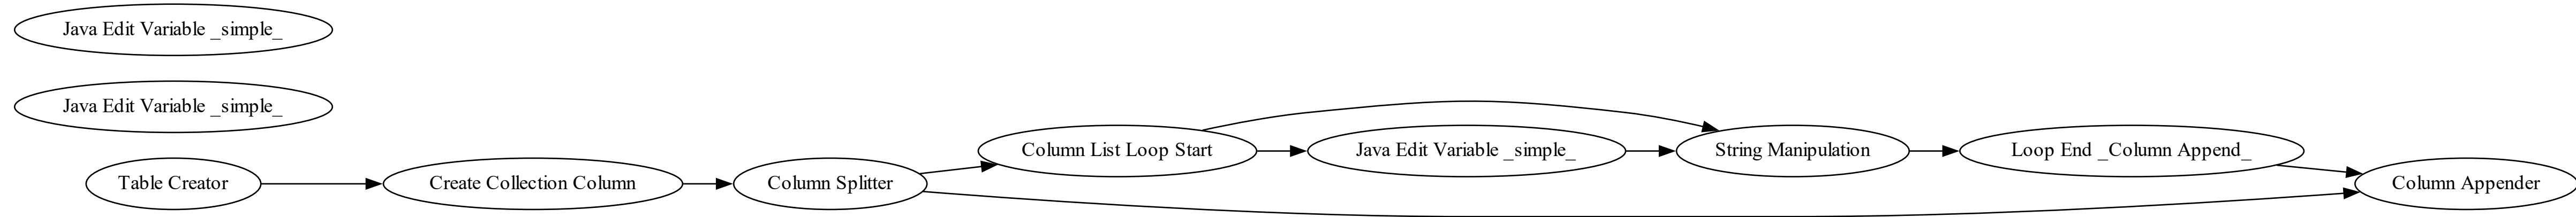 Java Edit Variable _simple_
Java Edit Variable _simple_
Table Creator
Create Collection Column
Column Splitter
Column List Loop Start
Java Edit Variable _simple_
String Manipulation
Loop End _Column Append_
Column Appender